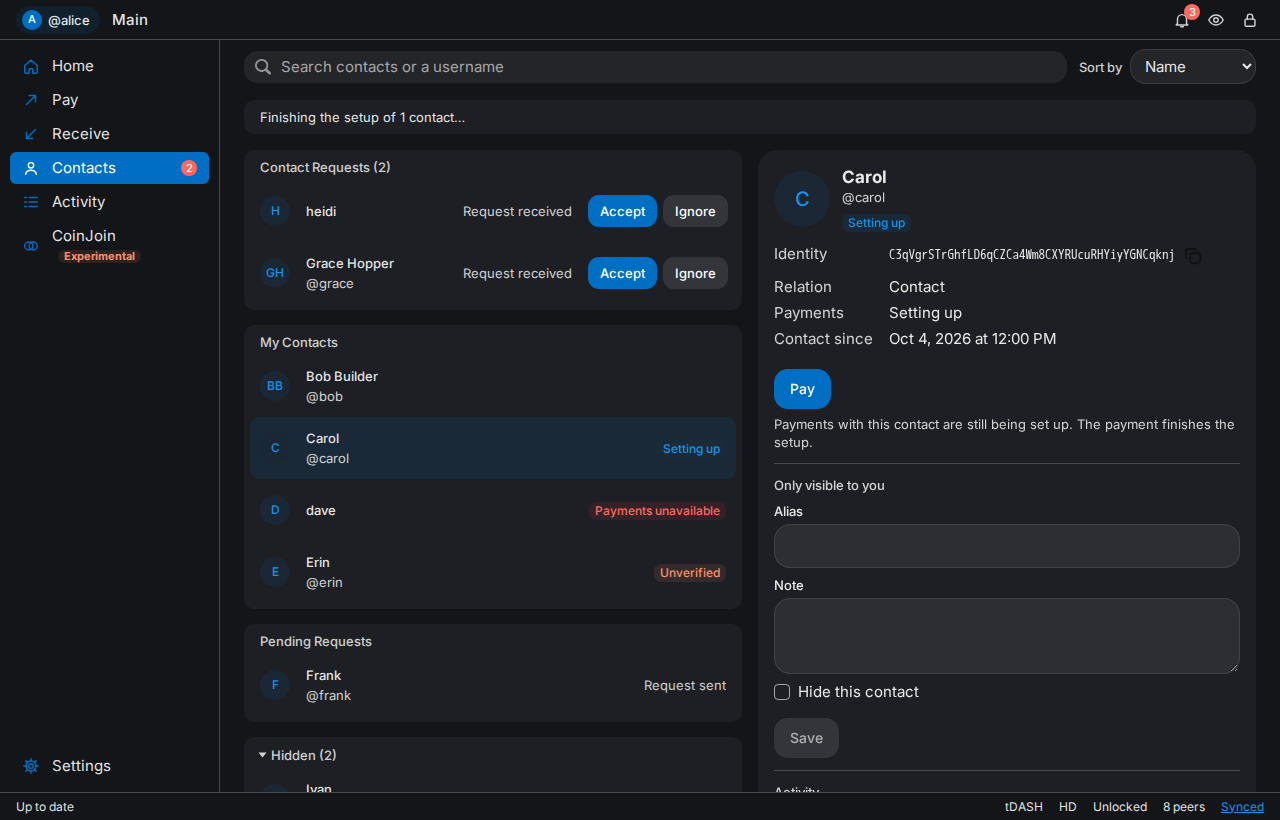 A @alice Main 3
Home
Pay
Receive
Contacts 2
Activity
CoinJoin
Experimental
Settings
Search contacts or a username
Sort by Name
Finishing the setup of 1 contact...
Contact Requests (2)
H heidi Request received Accept Ignore
GH Grace Hopper
@grace Request received Accept Ignore
My Contacts
BB Bob Builder
@bob
C Carol
@carol Setting up
D dave Payments unavailable
E Erin
@erin Unverified
Pending Requests
F Frank
@frank Request sent
Hidden (2)
Ivan
C Carol
@carol
Setting up
Identity C3qVgrSTrGhfLD6qCZCa4Wm8CXYRUcuRHYiyYGNCqknj
Relation Contact
Payments Setting up
Contact since Oct 4, 2026 at 12:00 PM
Pay
Payments with this contact are still being set up. The payment finishes the
setup.
Only visible to you
Alias
Note
Hide this contact
Save
Activity
Up to date tDASH HD Unlocked 8 peers Synced